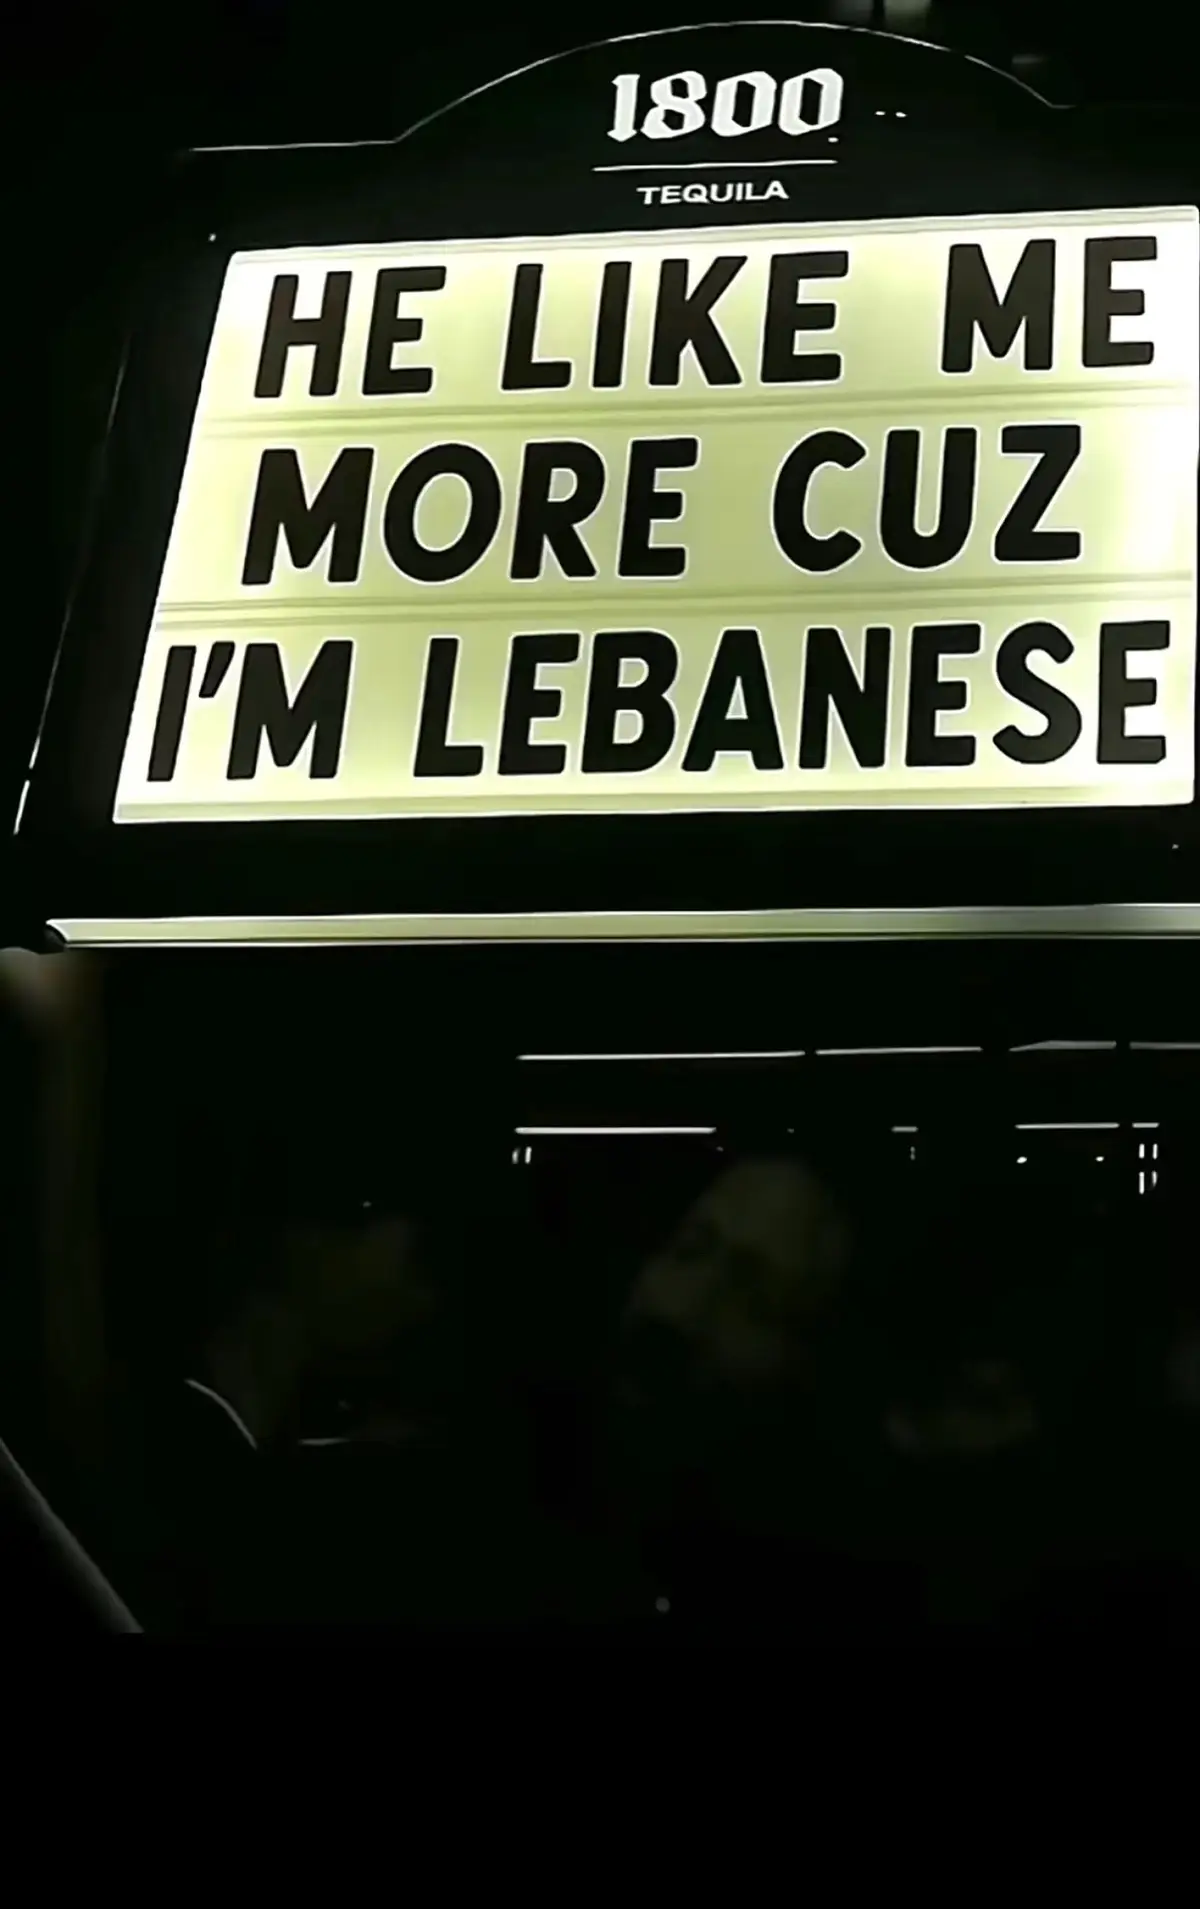 1800
TEQUILA
HE LIKE ME
MORE CUZ
I'M LEBANESE